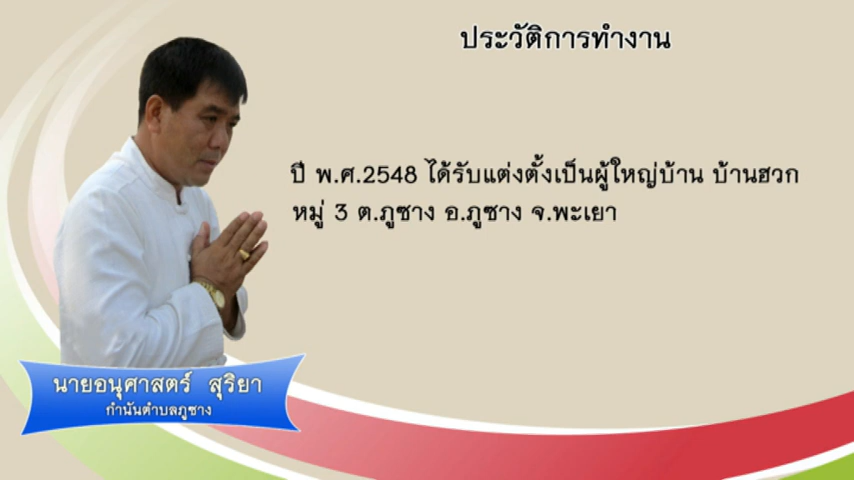 ประวัติการทำงาน
ปี พ.ศ.2548 ได้รับแต่งตั้งเป็นผู้ใหญ่บ้าน บ้านฮวก
หมู่ 3 ต.ภูซาง อ.ภูซาง จ.พะเยา
นายอนุศาสตร์ สุริยา
กำนันตำบลภูซาง